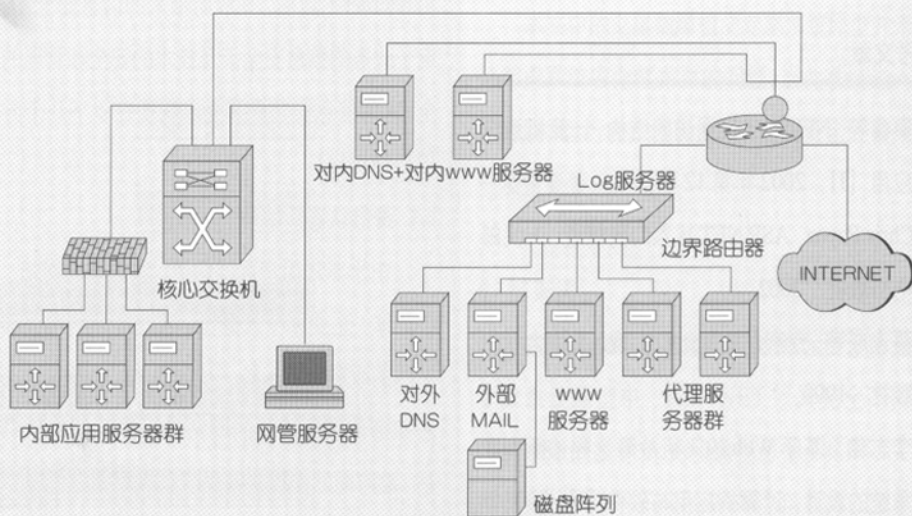 对内DNS+对内www服务器
Log服务器
边界路由器
INTERNET
核心交换机
对外
DNS
外部
MAIL
www
服务器
代理服
务器群
内部应用服务器群
网管服务器
磁盘阵列